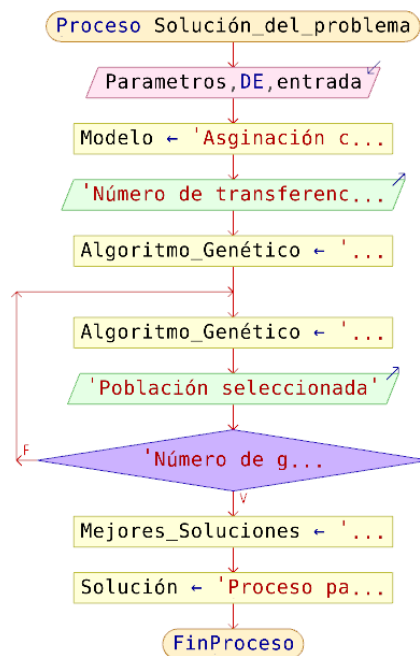 Proceso Solución_del_problema
Parametros,DE,entrada
Modelo ← 'Asginación c...
'Número de transferenc...
Algoritmo_Genético ← '...
Algoritmo_Genético ← '...
'Población seleccionada'
'Número de g...
F
V
Mejores_Soluciones ← '...
Solución ← 'Proceso pa...
FinProceso